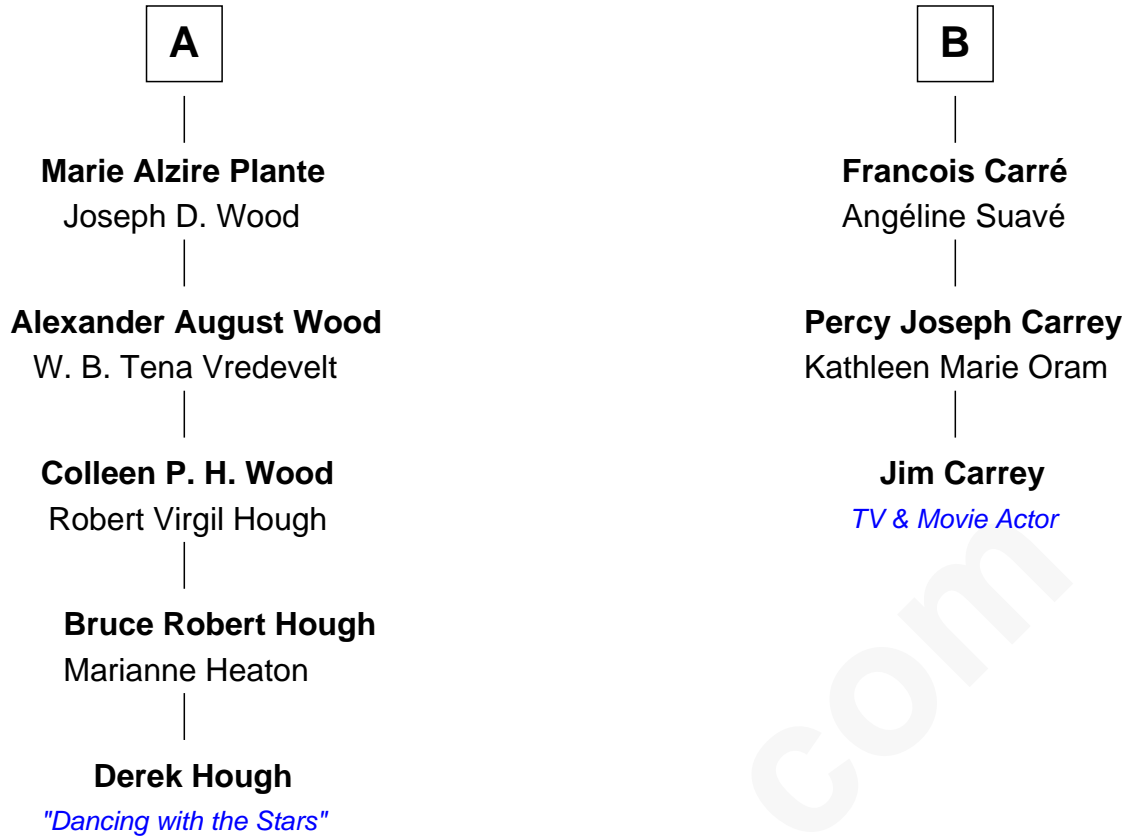 A
Marie Alzire Plante
Joseph D. Wood
Alexander August Wood
W. B. Tena Vredevelt
Colleen P. H. Wood
Robert Virgil Hough
Bruce Robert Hough
Marianne Heaton
Derek Hough
"Dancing with the Stars"
B
Francois Carré
Angéline Suavé
Percy Joseph Carrey
Kathleen Marie Oram
Jim Carrey
TV & Movie Actor
com